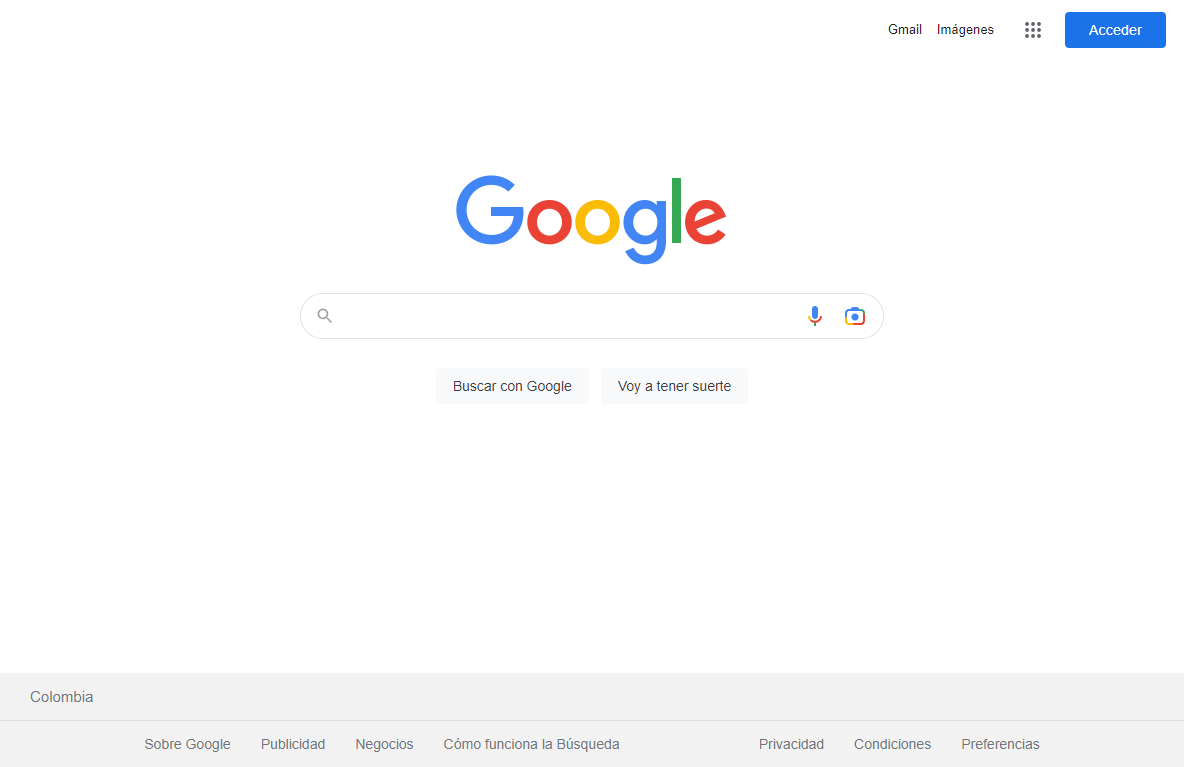 Gmail Imágenes Acceder
Google
Buscar con Google Voy a tener suerte
Colombia
Sobre Google Publicidad Negocios Cómo funciona la Búsqueda Privacidad Condiciones Preferencias